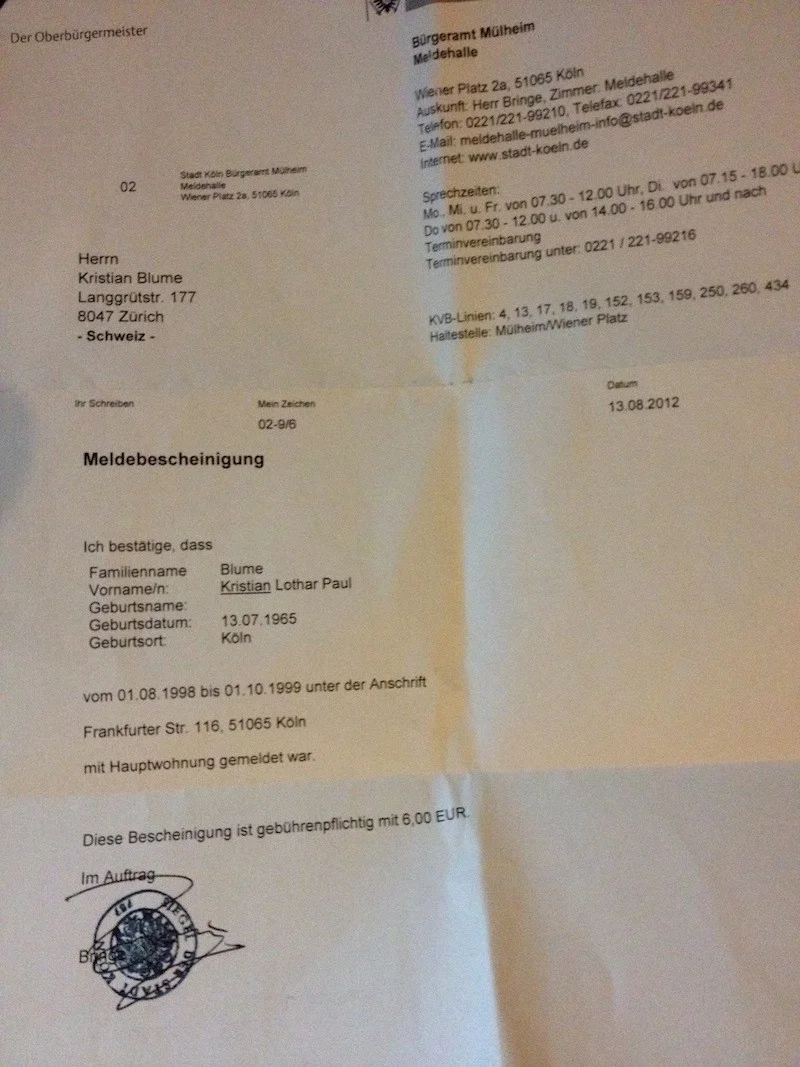 Der Oberbürgermeister
Bürgeramt Mülheim
Meldehalle
Wiener Platz 2a, 51065 Köln
Auskunft: Herr Bringe, Zimmer: Meldehalle
Telefon: 0221/221-99210, Telefax: 0221/221-99341
E-Mail: meldehalle-muelheim-info@stadt-koeln.de
Internet: www.stadt-koeln.de
Sprechzeiten:
Mo., Mi. u. Fr. von 07.30 - 12.00 Uhr, Di. von 07.15 - 18.00 U
Do von 07.30 - 12.00 u. von 14.00 - 16.00 Uhr und nach
Terminvereinbarung
Terminvereinbarung unter: 0221 / 221-99216
KVB-Linien: 4, 13, 17, 18, 19, 152, 153, 159, 250, 260, 434
Haltestelle: Mülheim/Wiener Platz
02
Stadt Köln Bürgeramt Mülheim
Meldehalle
Wiener Platz 2a, 51065 Köln
Herrn
Kristian Blume
Langgrütstr. 177
8047 Zürich
- Schweiz -
Ihr Schreiben Mein Zeichen Datum
02-9/6 13.08.2012
Meldebescheinigung
Ich bestätige, dass
Familienname Blume
Vorname/n: Kristian Lothar Paul
Geburtsname:
Geburtsdatum: 13.07.1965
Geburtsort: Köln
vom 01.08.1998 bis 01.10.1999 unter der Anschrift
Frankfurter Str. 116, 51065 Köln
mit Hauptwohnung gemeldet war.
Diese Bescheinigung ist gebührenpflichtig mit 6,00 EUR.
Im Auftrag
SIEGEL DER STADT KÖLN